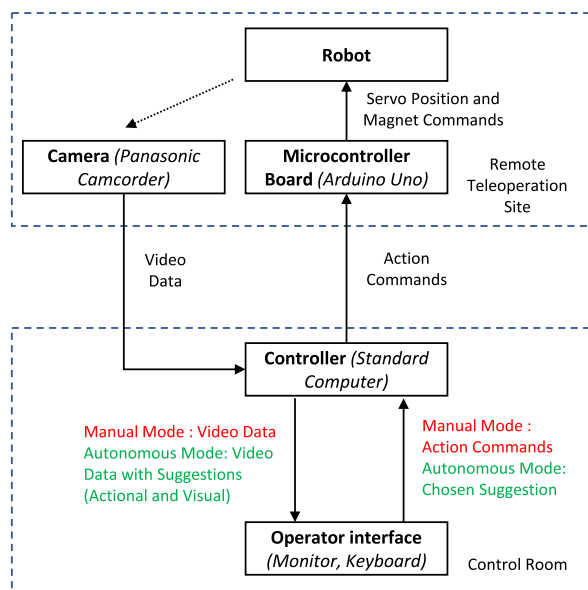 Robot
Servo Position and
Magnet Commands
Camera (Panasonic
Camcorder)
Microcontroller
Board (Arduino Uno)
Remote
Teleoperation
Site
Video
Data
Action
Commands
Controller (Standard
Computer)
Manual Mode : Video Data
Autonomous Mode: Video
Data with Suggestions
(Actional and Visual)
Manual Mode :
Action Commands
Autonomous Mode:
Chosen Suggestion
Operator interface
(Monitor, Keyboard)
Control Room